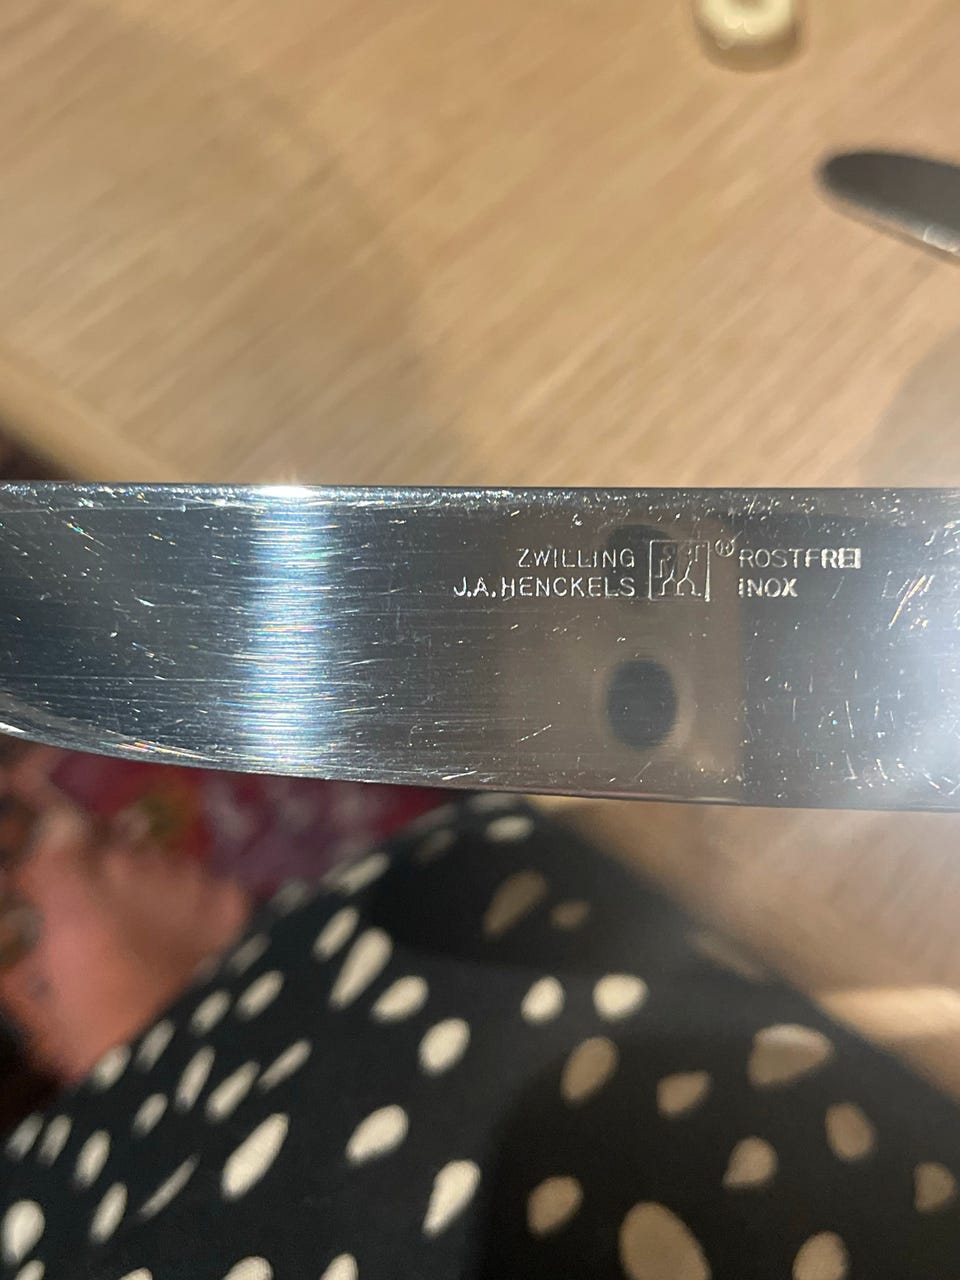 ZWILLING
J.A.HENCKELS
® ROSTFREI
INOX